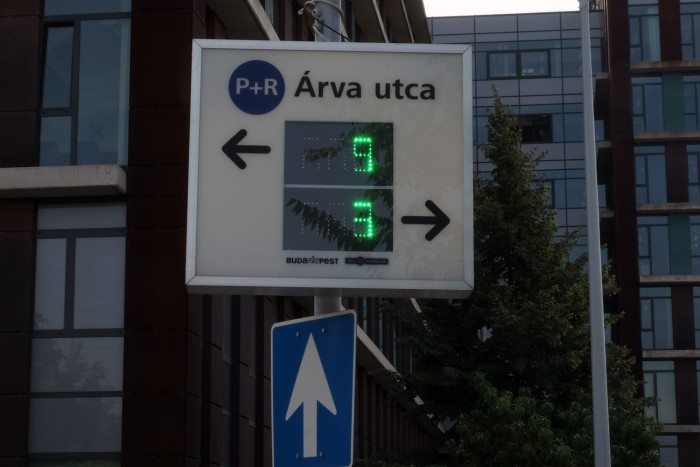 P+R Árva utca
← 9
3 →
BUDAPEST